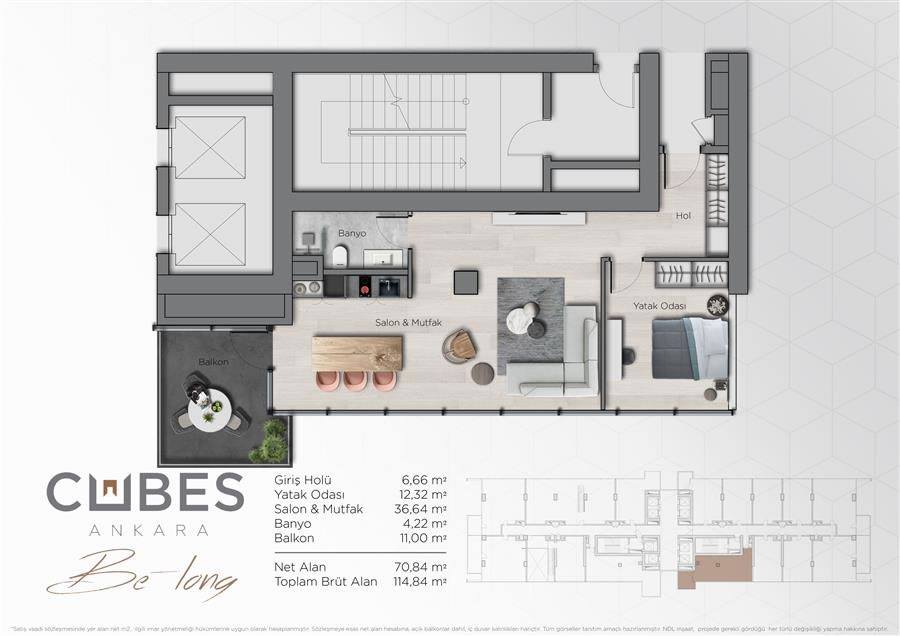 Banyo
Hol
Yatak Odası
Salon & Mutfak
Balkon
CUBES
ANKARA
Be-long
Giriş Holü 6,66 m²
Yatak Odası 12,32 m²
Salon & Mutfak 36,64 m²
Banyo 4,22 m²
Balkon 11,00 m²
Net Alan 70,84 m²
Toplam Brüt Alan 114,84 m²
*Satış vaadi sözleşmesinde yer alan net m2, ilgili imar yönetmeliği hükümlerine uygun olarak hesaplanmıştır. Sözleşmeye esas net alan hesabına, açık balkonlar dahil, iç duvar kalınlıkları hariçtir. Tüm görseller tanıtım amaçlı hazırlanmıştır. NDL inşaat, projede gerekli gördüğü her türlü değişikliği yapma hakkına sahiptir.